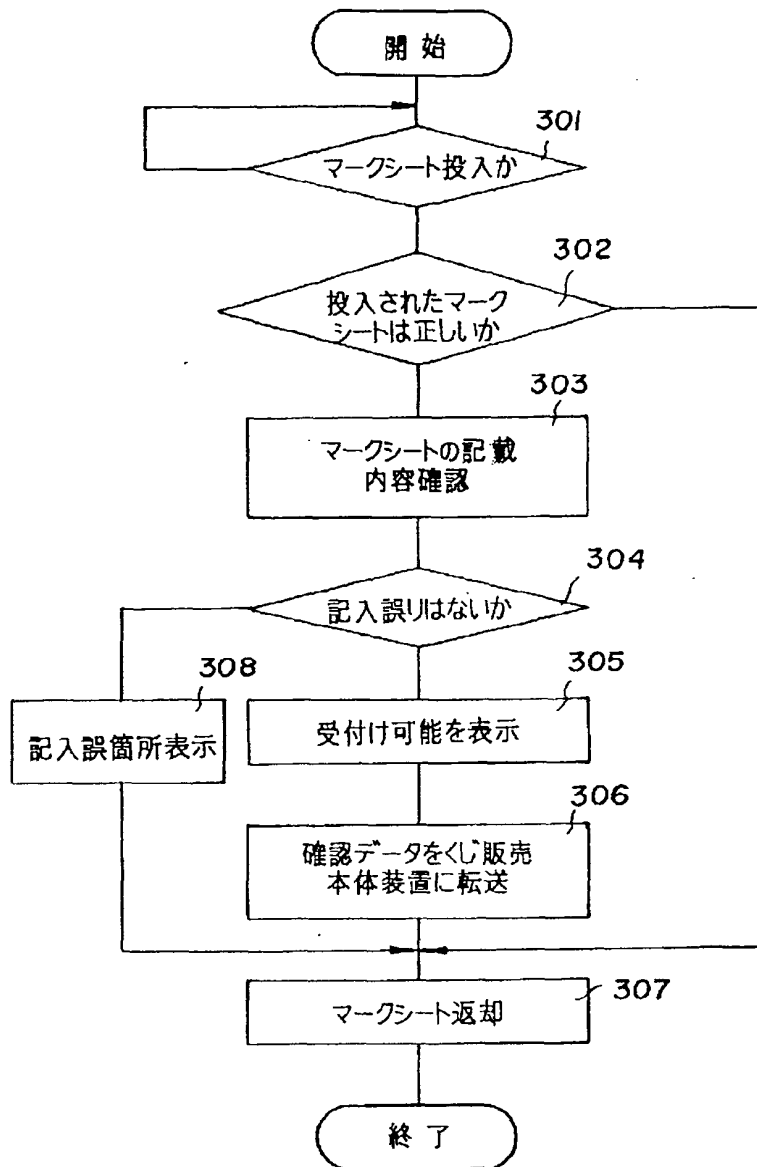 開始
301
マークシート投入か
302
投入されたマーク
シートは正しいか
303
マークシートの記載
内容確認
304
記入誤りはないか
308
記入誤箇所表示
305
受付け可能を表示
306
確認データをくじ販売
本体装置に転送
307
マークシート返却
終了